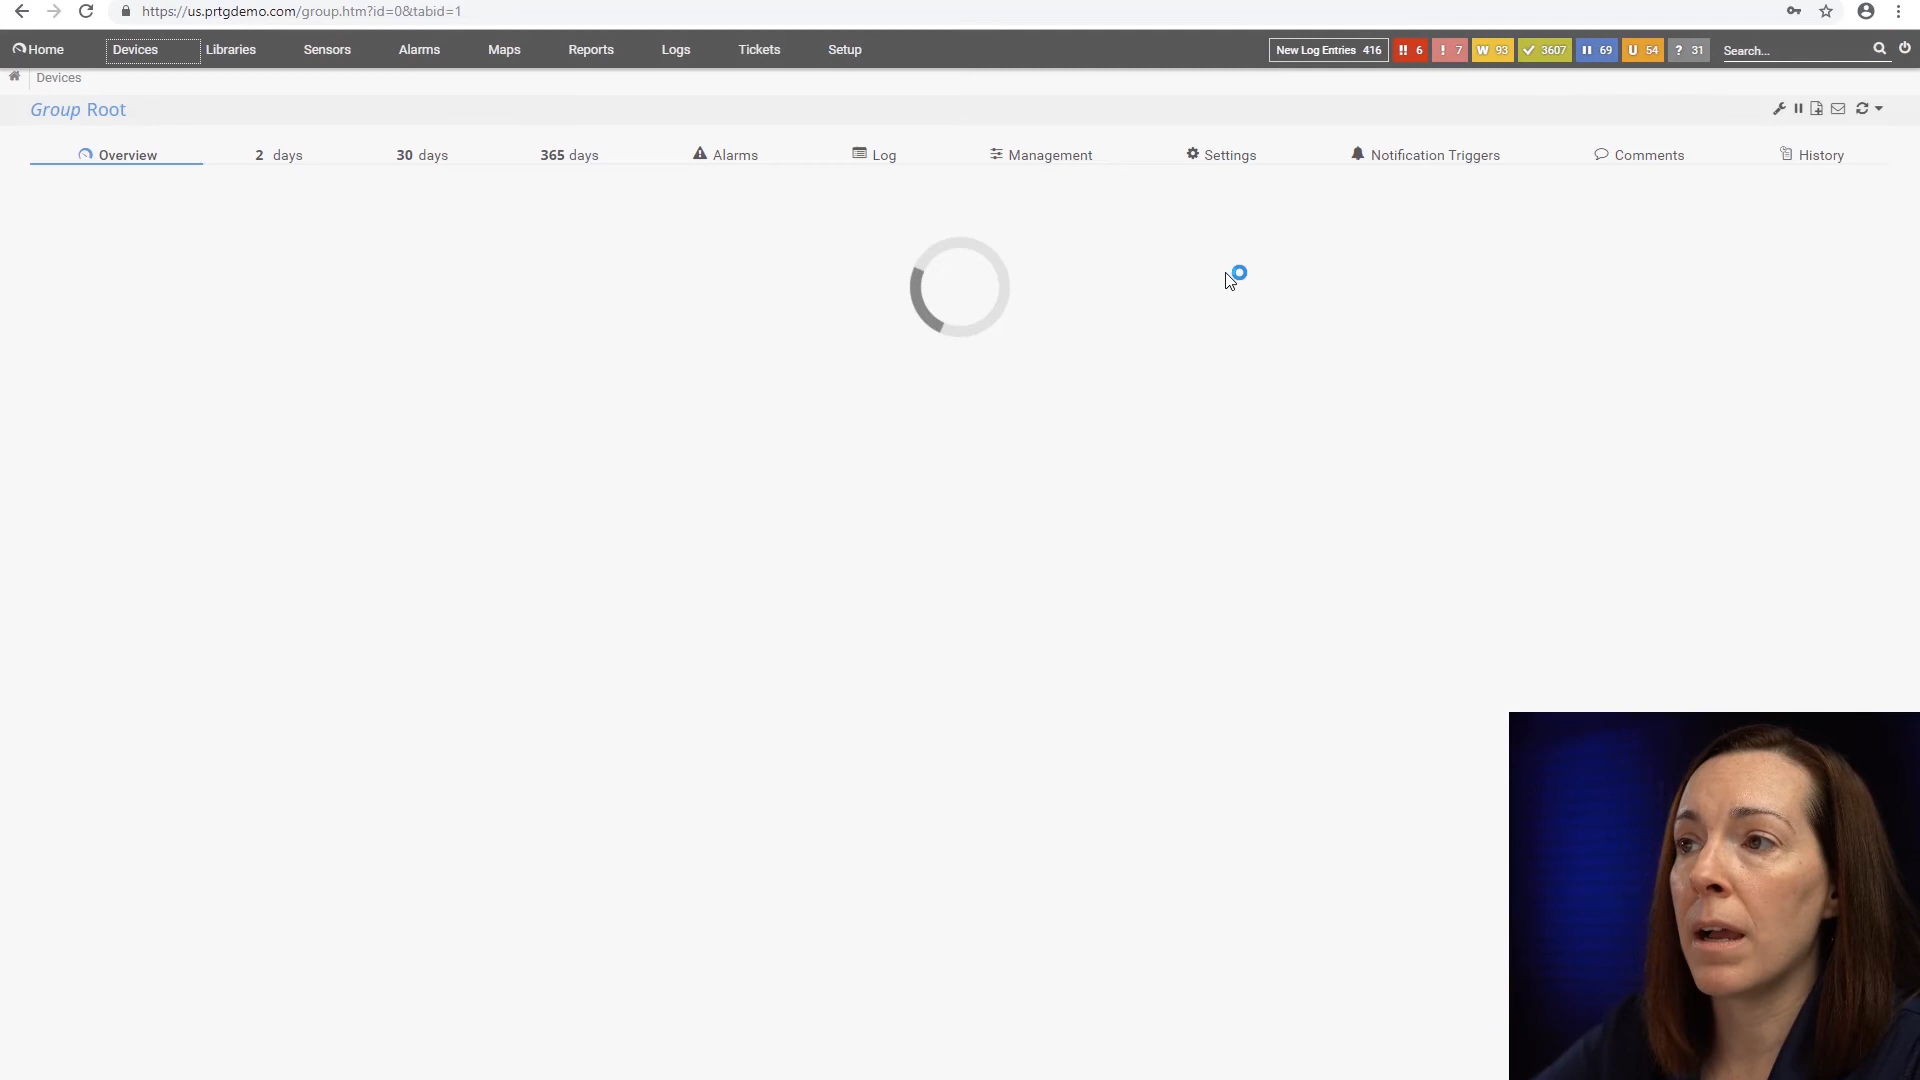 https://us.prtgdemo.com/group.htm?id=0&tabid=1
Home Devices Libraries Sensors Alarms Maps Reports Logs Tickets Setup New Log Entries 416 !! 6 ! 7 W 93 3607 69 U 54 ? 31 Search...
Devices
Group Root
Overview 2 days 30 days 365 days Alarms Log Management Settings Notification Triggers Comments History